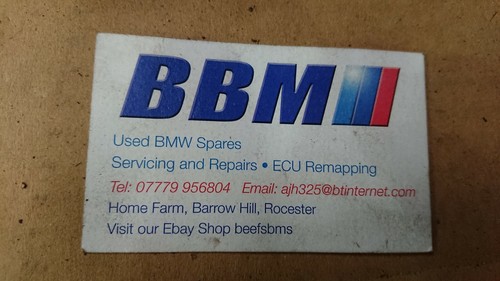 BBM
Used BMW Spares
Servicing and Repairs • ECU Remapping
Tel: 07779 956804 Email: ajh325@btinternet.com
Home Farm, Barrow Hill, Rocester
Visit our Ebay Shop beefsbms